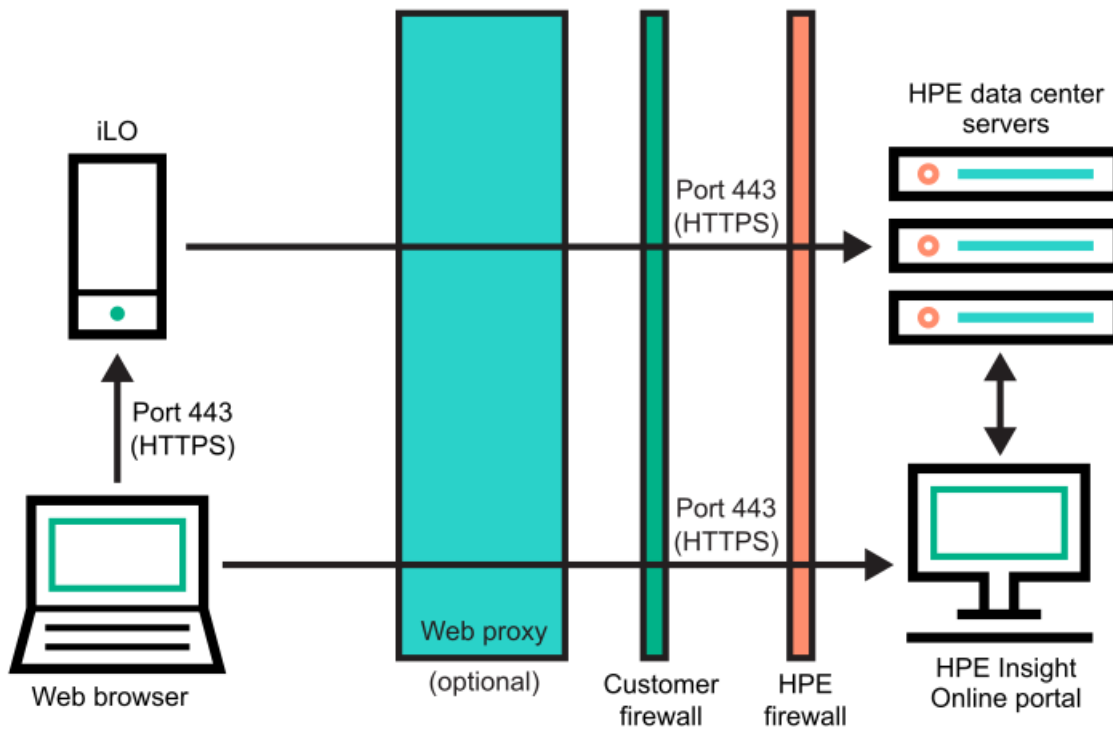 iLO
HPE data center
servers
Port 443
(HTTPS)
Port 443
(HTTPS)
Port 443
(HTTPS)
Web proxy
(optional)
Web browser
Customer
firewall
HPE
firewall
HPE Insight
Online portal